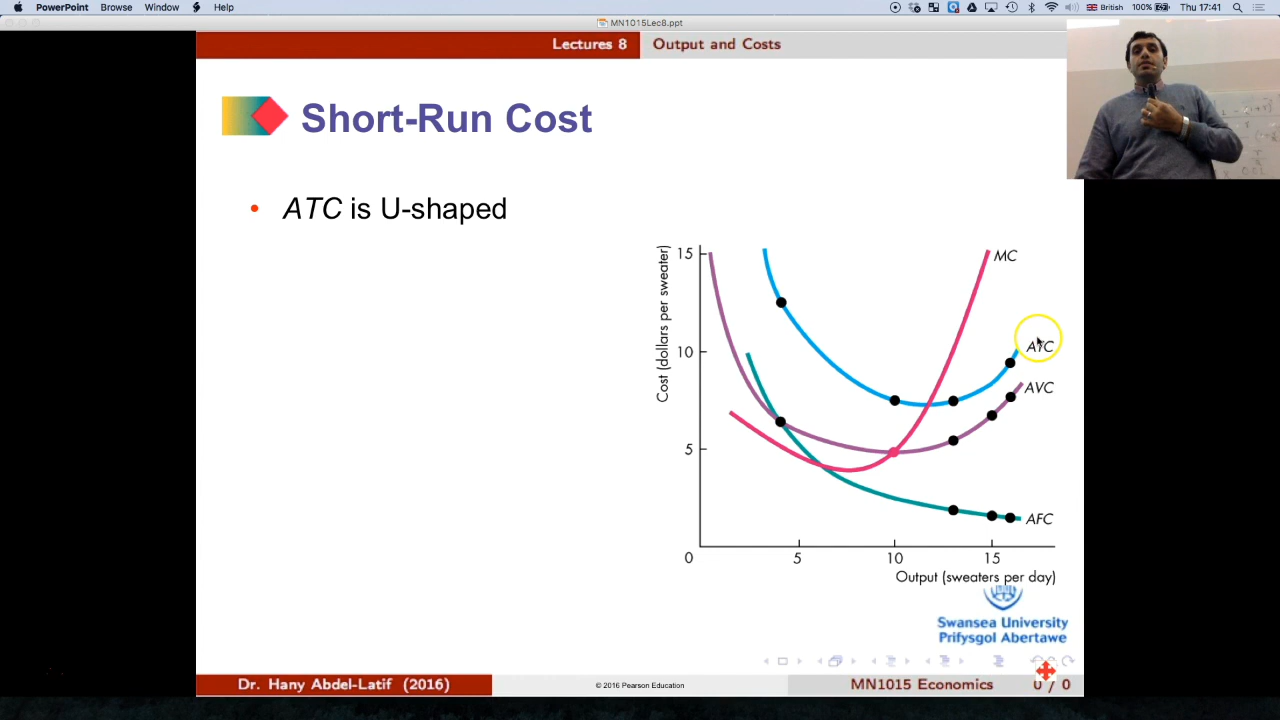 PowerPoint Browse Window Help British 100% Thu 17:41
MN1015Lec8.ppt
Lectures 8 Output and Costs
Short-Run Cost
• ATC is U-shaped
Cost (dollars per sweater)
15
10
5
0
5 10 15
Output (sweaters per day)
MC
ATC
AVC
AFC
Swansea University
Prifysgol Abertawe
Dr. Hany Abdel-Latif (2016) © 2016 Pearson Education MN1015 Economics 0 / 0